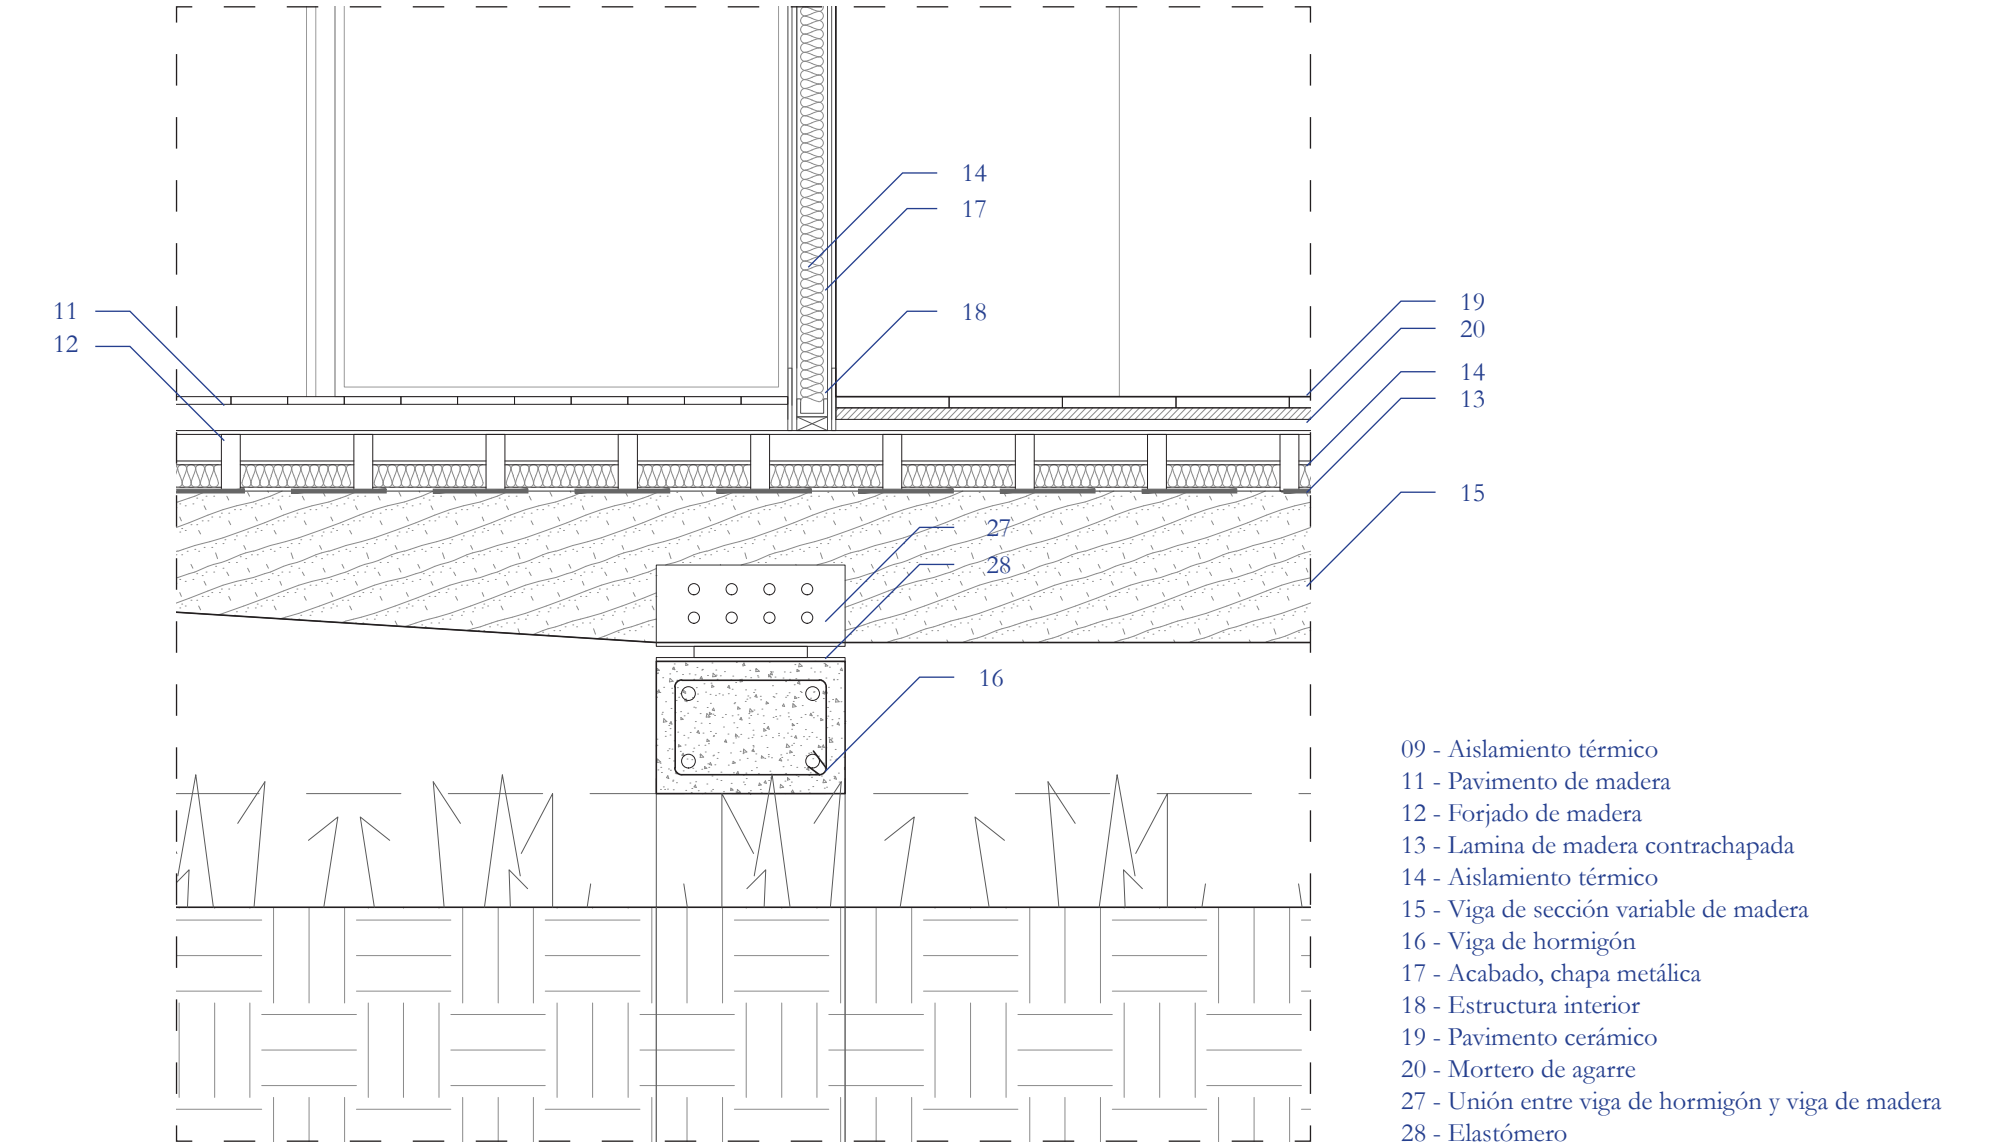 14
17
11
18
19
12
20
14
13
15
27
28
16
09 - Aislamiento térmico
11 - Pavimento de madera
12 - Forjado de madera
13 - Lamina de madera contrachapada
14 - Aislamiento térmico
15 - Viga de sección variable de madera
16 - Viga de hormigón
17 - Acabado, chapa metálica
18 - Estructura interior
19 - Pavimento cerámico
20 - Mortero de agarre
27 - Unión entre viga de hormigón y viga de madera
28 - Elastómero